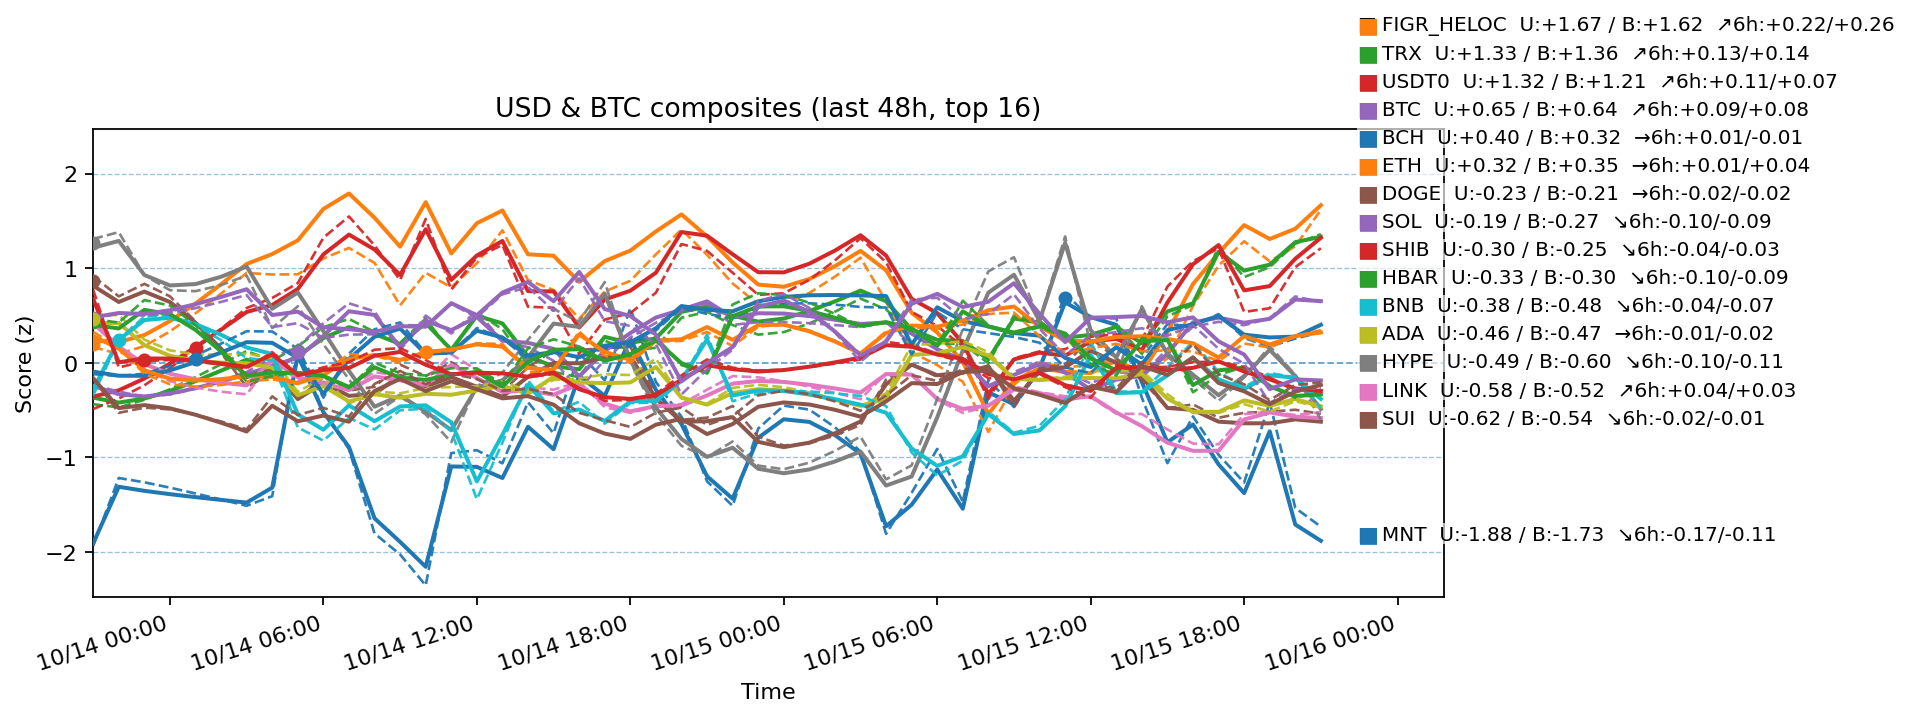 FIGR_HELOC U:+1.67 / B:+1.62 ↗6h:+0.22/+0.26
TRX U:+1.33 / B:+1.36 ↗6h:+0.13/+0.14
USDT0 U:+1.32 / B:+1.21 ↗6h:+0.11/+0.07
USD & BTC composites (last 48h, top 16)
BTC U:+0.65 / B:+0.64 ↗6h:+0.09/+0.08
BCH U:+0.40 / B:+0.32 →6h:+0.01/-0.01
ETH U:+0.32 / B:+0.35 →6h:+0.01/+0.04
DOGE U:-0.23 / B:-0.21 →6h:-0.02/-0.02
SOL U:-0.19 / B:-0.27 ↘6h:-0.10/-0.09
SHIB U:-0.30 / B:-0.25 ↘6h:-0.04/-0.03
HBAR U:-0.33 / B:-0.30 ↘6h:-0.10/-0.09
BNB U:-0.38 / B:-0.48 ↘6h:-0.04/-0.07
ADA U:-0.46 / B:-0.47 →6h:-0.01/-0.02
HYPE U:-0.49 / B:-0.60 ↘6h:-0.10/-0.11
LINK U:-0.58 / B:-0.52 ↗6h:+0.04/+0.03
SUI U:-0.62 / B:-0.54 ↘6h:-0.02/-0.01
MNT U:-1.88 / B:-1.73 ↘6h:-0.17/-0.11
Score (z)
2
1
0
−1
−2
10/14 00:00
10/14 06:00
10/14 12:00
10/14 18:00
10/15 00:00
10/15 06:00
10/15 12:00
10/15 18:00
10/16 00:00
Time